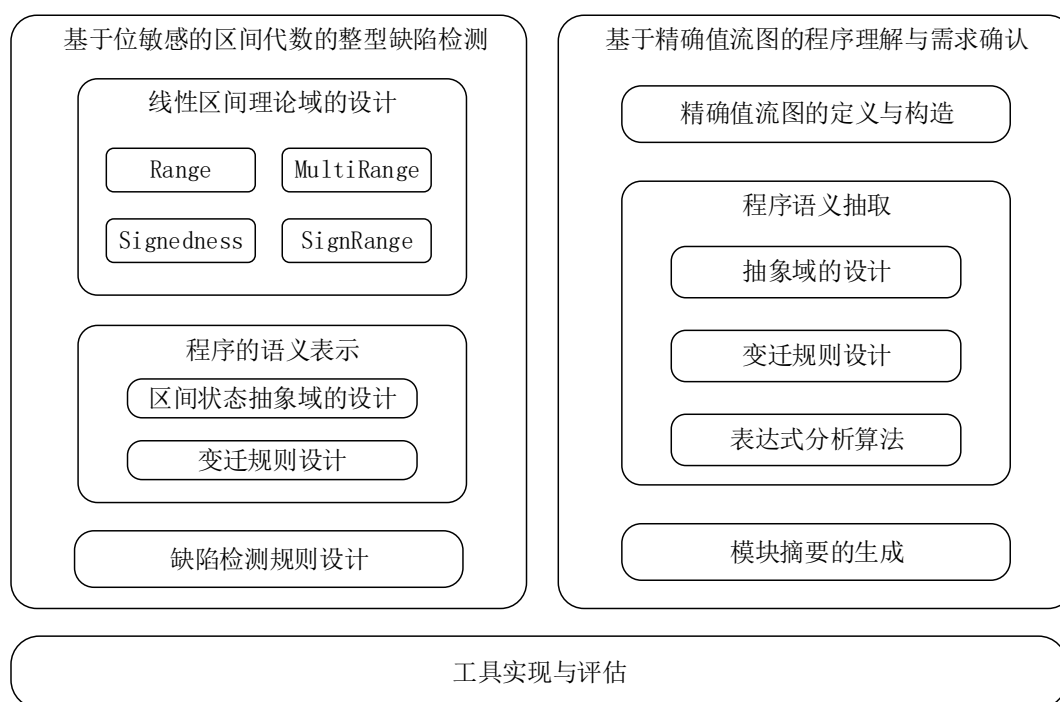 基于位敏感的区间代数的整型缺陷检测
线性区间理论域的设计
Range
MultiRange
Signedness
SignRange
程序的语义表示
区间状态抽象域的设计
变迁规则设计
缺陷检测规则设计
基于精确值流图的程序理解与需求确认
精确值流图的定义与构造
程序语义抽取
抽象域的设计
变迁规则设计
表达式分析算法
模块摘要的生成
工具实现与评估